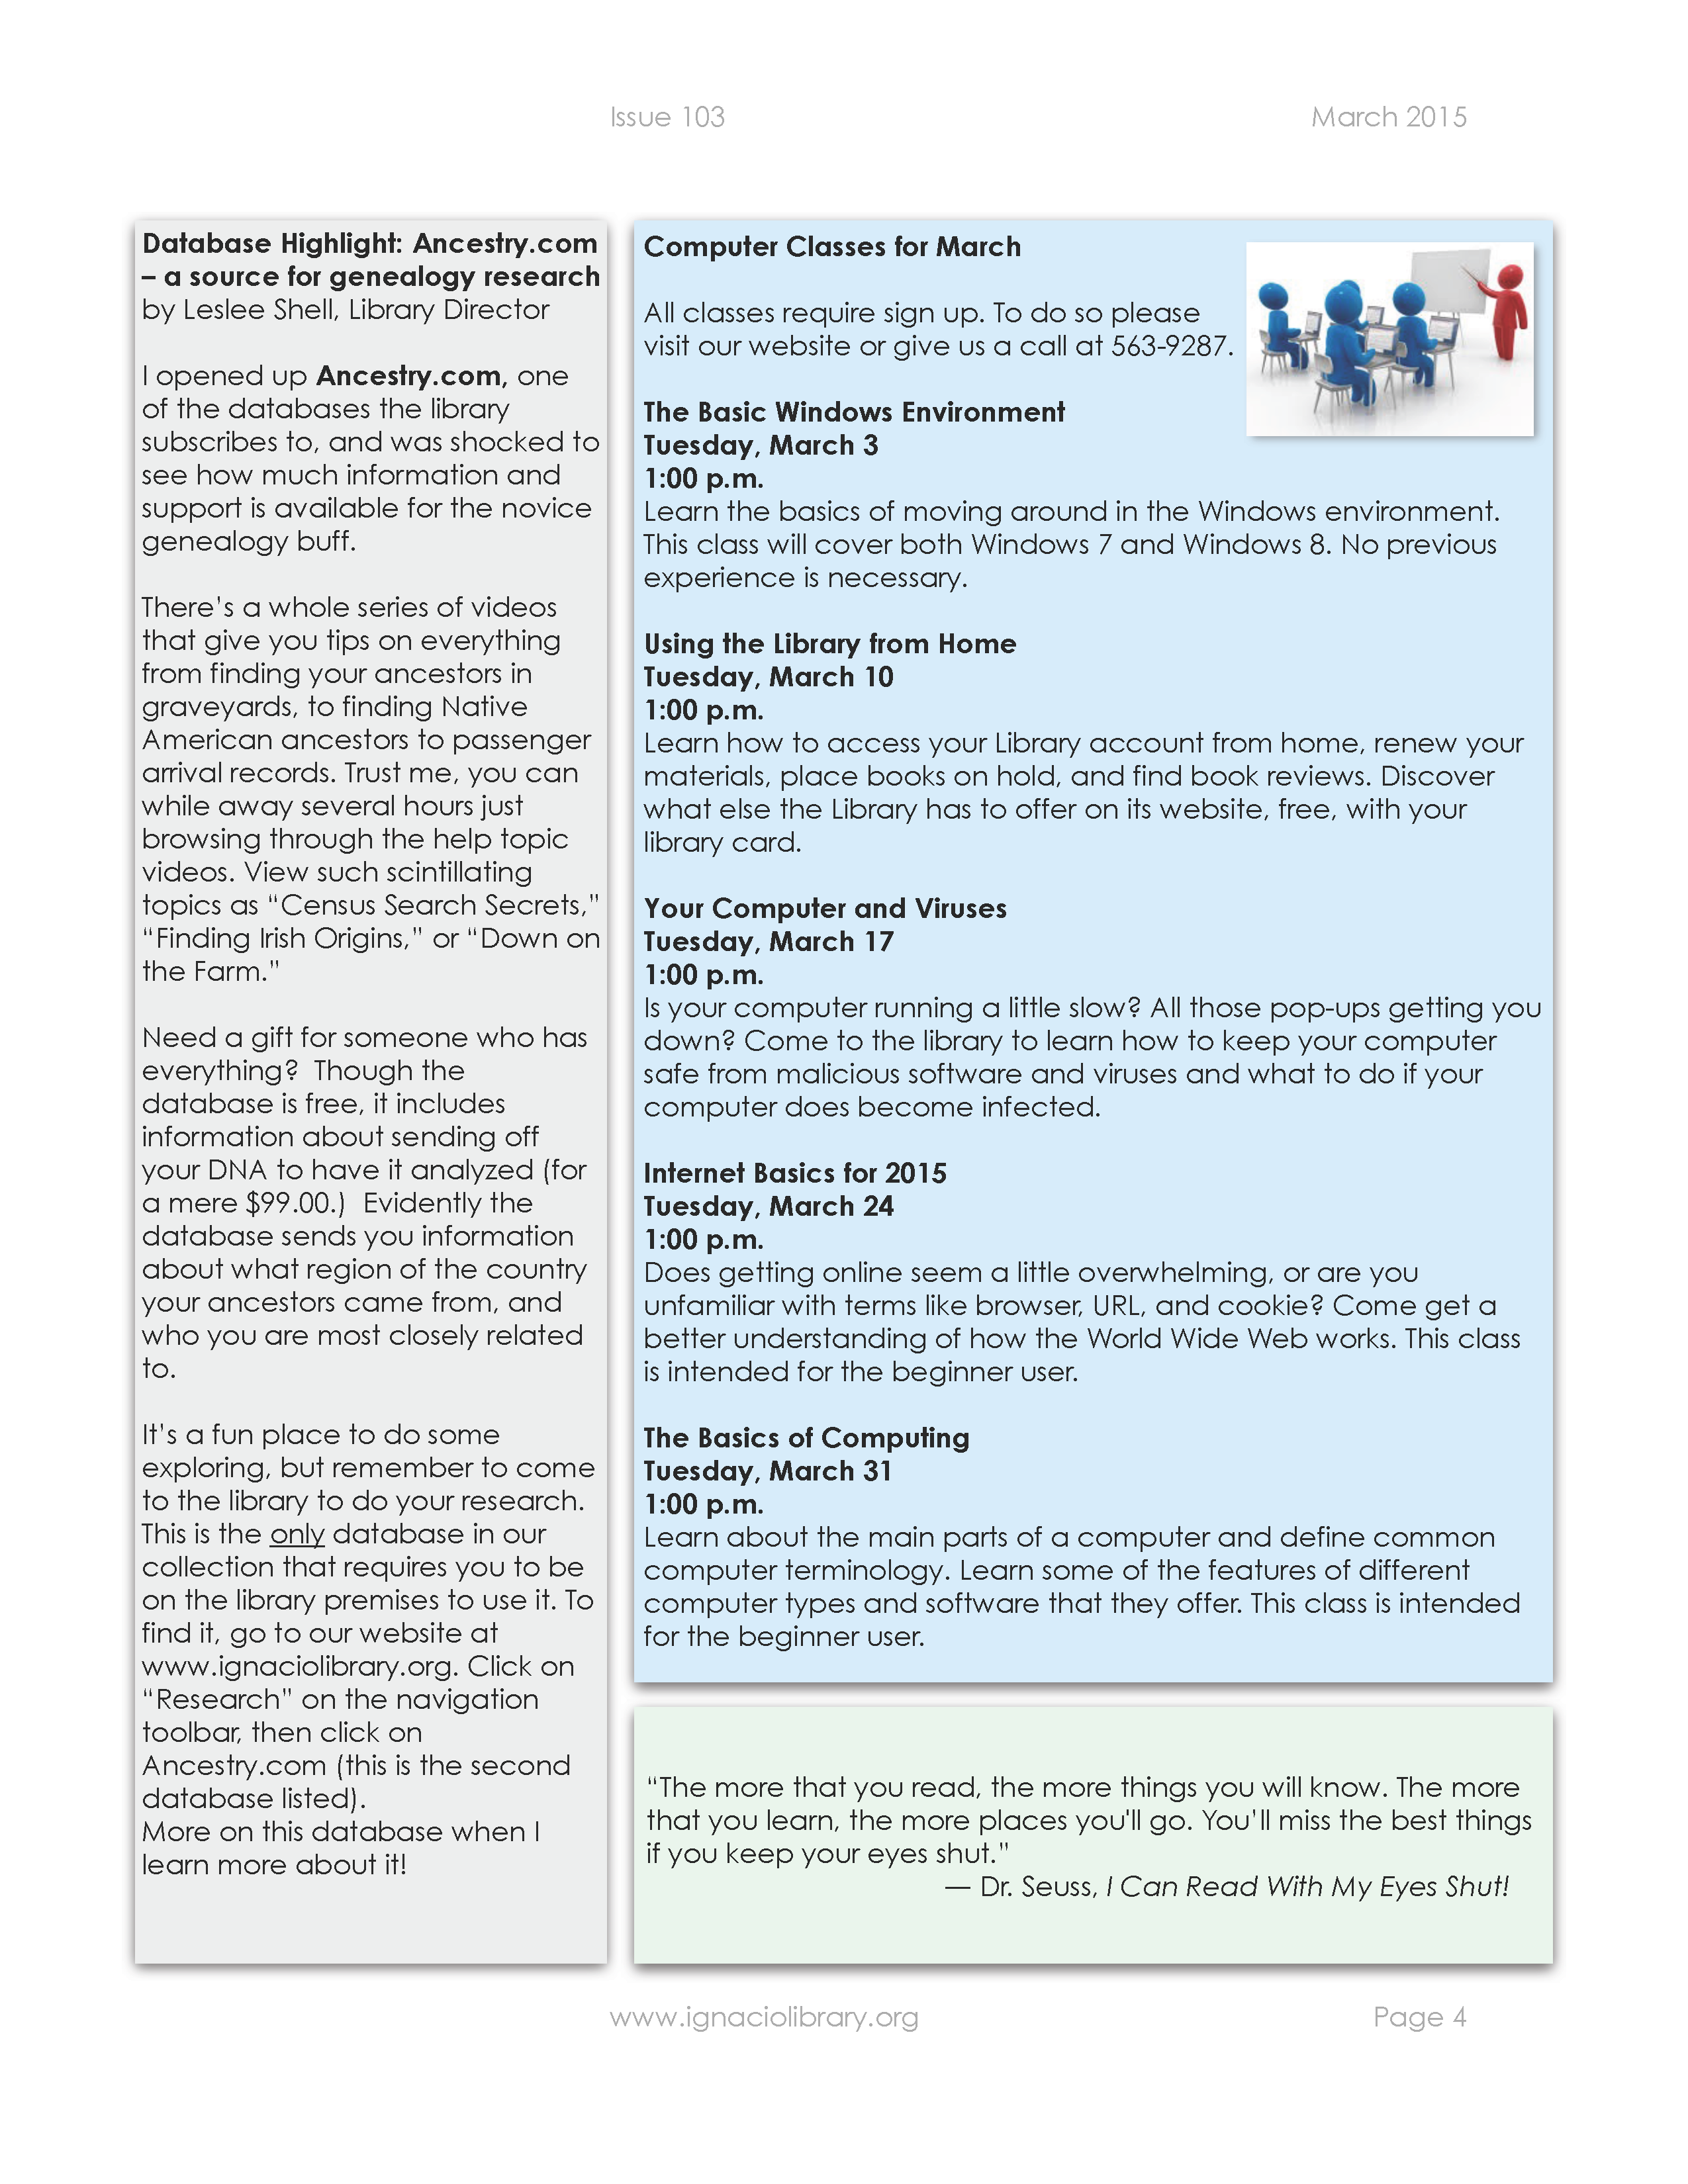 Issue 103
March 2015
Database Highlight: Ancestry.com
– a source for genealogy research
by Leslee Shell, Library Director
I opened up Ancestry.com, one
of the databases the library
subscribes to, and was shocked to
see how much information and
support is available for the novice
genealogy buff.
There's a whole series of videos
that give you tips on everything
from finding your ancestors in
graveyards, to finding Native
American ancestors to passenger
arrival records. Trust me, you can
while away several hours just
browsing through the help topic
videos. View such scintillating
topics as “Census Search Secrets,”
“Finding Irish Origins,” or “Down on
the Farm.”
Need a gift for someone who has
everything?  Though the
database is free, it includes
information about sending off
your DNA to have it analyzed (for
a mere $99.00.)  Evidently the
database sends you information
about what region of the country
your ancestors came from, and
who you are most closely related
to.
It's a fun place to do some
exploring, but remember to come
to the library to do your research.
This is the only database in our
collection that requires you to be
on the library premises to use it. To
find it, go to our website at
www.ignaciolibrary.org. Click on
“Research” on the navigation
toolbar, then click on
Ancestry.com (this is the second
database listed).
More on this database when I
learn more about it!
Computer Classes for March
All classes require sign up. To do so please
visit our website or give us a call at 563-9287.
The Basic Windows Environment
Tuesday, March 3
1:00 p.m.
Learn the basics of moving around in the Windows environment.
This class will cover both Windows 7 and Windows 8. No previous
experience is necessary.
Using the Library from Home
Tuesday, March 10
1:00 p.m.
Learn how to access your Library account from home, renew your
materials, place books on hold, and find book reviews. Discover
what else the Library has to offer on its website, free, with your
library card.
Your Computer and Viruses
Tuesday, March 17
1:00 p.m.
Is your computer running a little slow? All those pop-ups getting you
down? Come to the library to learn how to keep your computer
safe from malicious software and viruses and what to do if your
computer does become infected.
Internet Basics for 2015
Tuesday, March 24
1:00 p.m.
Does getting online seem a little overwhelming, or are you
unfamiliar with terms like browser, URL, and cookie? Come get a
better understanding of how the World Wide Web works. This class
is intended for the beginner user.
The Basics of Computing
Tuesday, March 31
1:00 p.m.
Learn about the main parts of a computer and define common
computer terminology. Learn some of the features of different
computer types and software that they offer. This class is intended
for the beginner user.
“The more that you read, the more things you will know. The more
that you learn, the more places you'll go. You'll miss the best things
if you keep your eyes shut.”
— Dr. Seuss, I Can Read With My Eyes Shut!
www.ignaciolibrary.org
Page 4